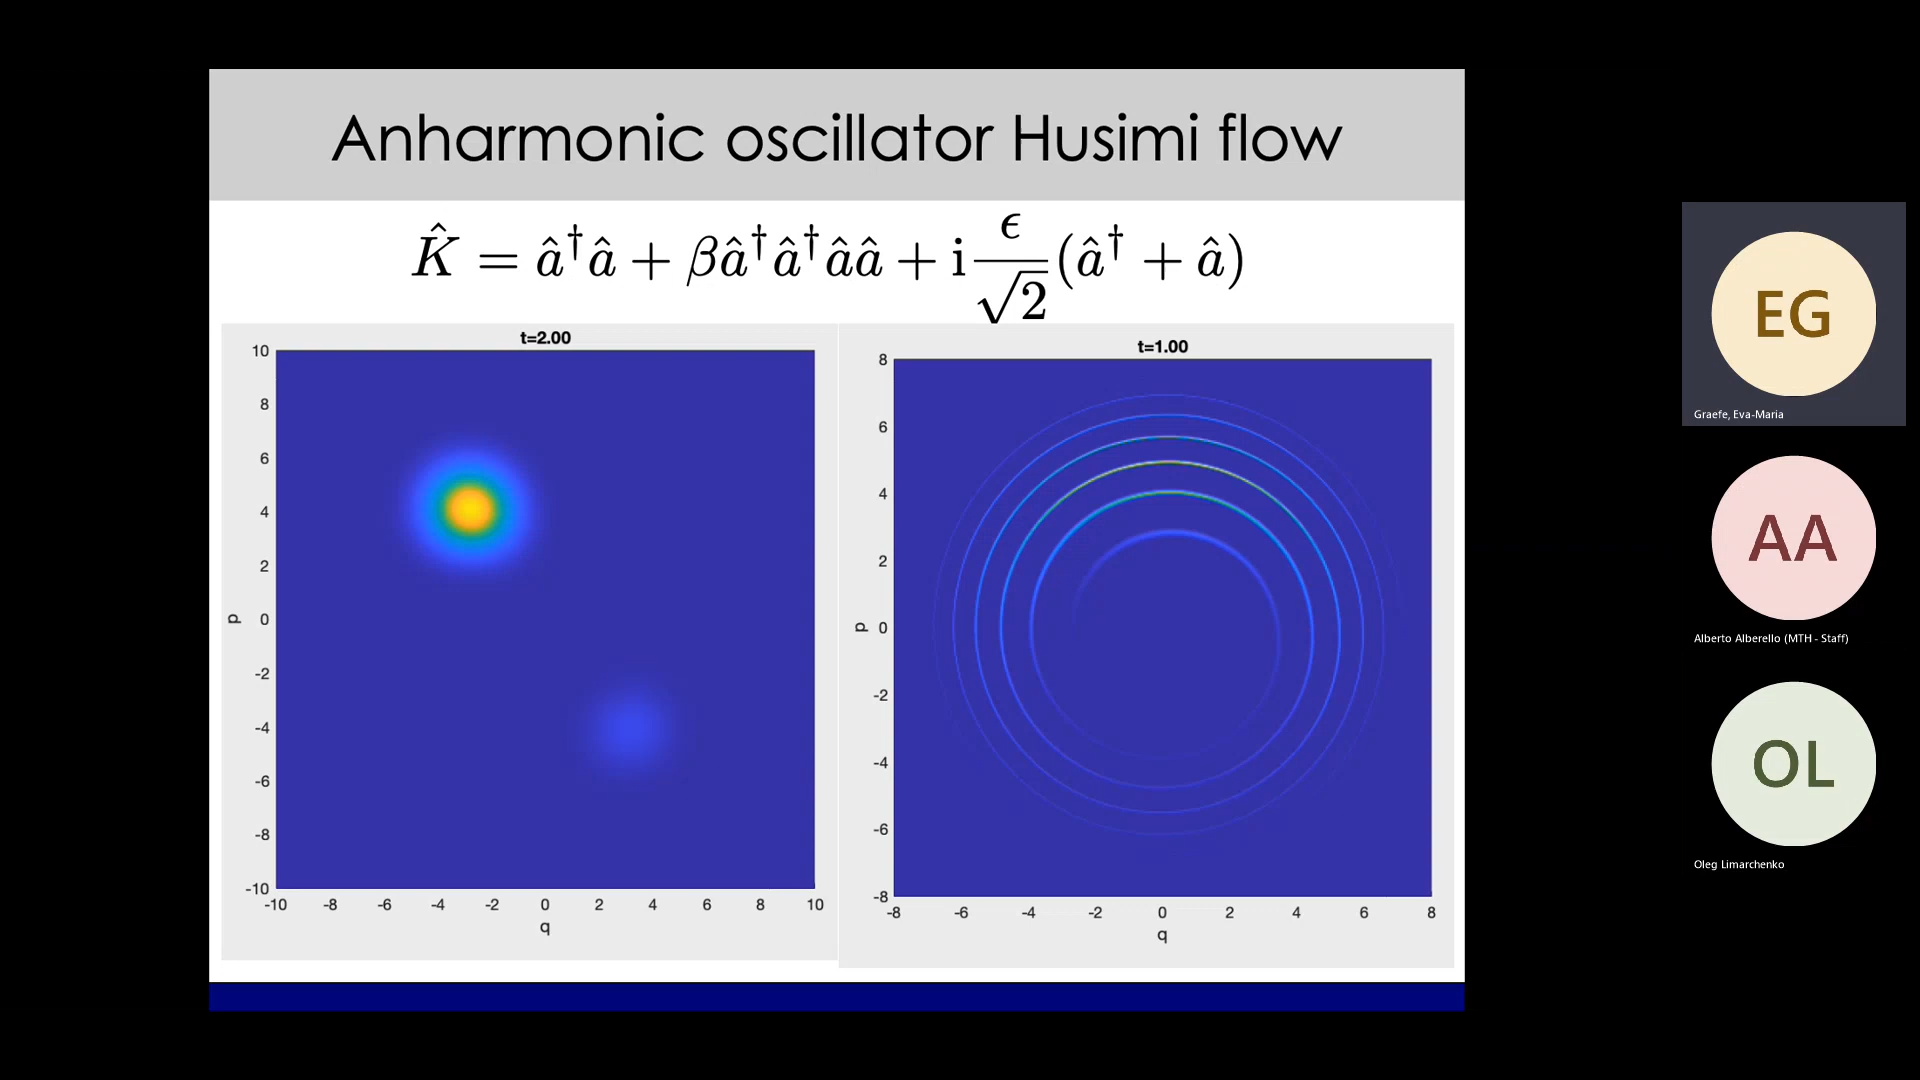 Anharmonic oscillator Husimi flow
K̂ = â†â + βâ†â†ââ + i ϵ/√2 (â† + â)
t=2.00
10
8
6
4
2
0
-2
-4
-6
-8
-10
p
-10 -8 -6 -4 -2 0 2 4 6 8 10
q
t=1.00
8
6
4
2
0
-2
-4
-6
-8
p
-8 -6 -4 -2 0 2 4 6 8
q
EG
Graefe, Eva-Maria
AA
Alberto Alberello (MTH - Staff)
OL
Oleg Limarchenko